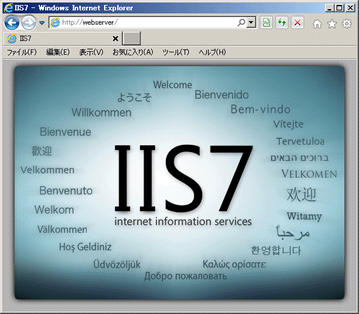 IIS7 - Windows Internet Explorer
http://webserver/
IIS7
ファイル(F) 編集(E) 表示(V) お気に入り(A) ツール(T) ヘルプ(H)
Welcome
ようこそ
Bienvenido
Willkommen
Bem-vindo
Vítejte
Bienvenue
Tervetuloa
歡迎
ברוכים הבאים
Velkommen
VELKOMEN
Benvenuto
欢迎
IIS7
internet information services
Welkom
Witamy
Välkommen
مرحباً
Hoş Geldiniz
환영합니다
Üdvözöljük
Καλώς ορίσατε
Добро пожаловать